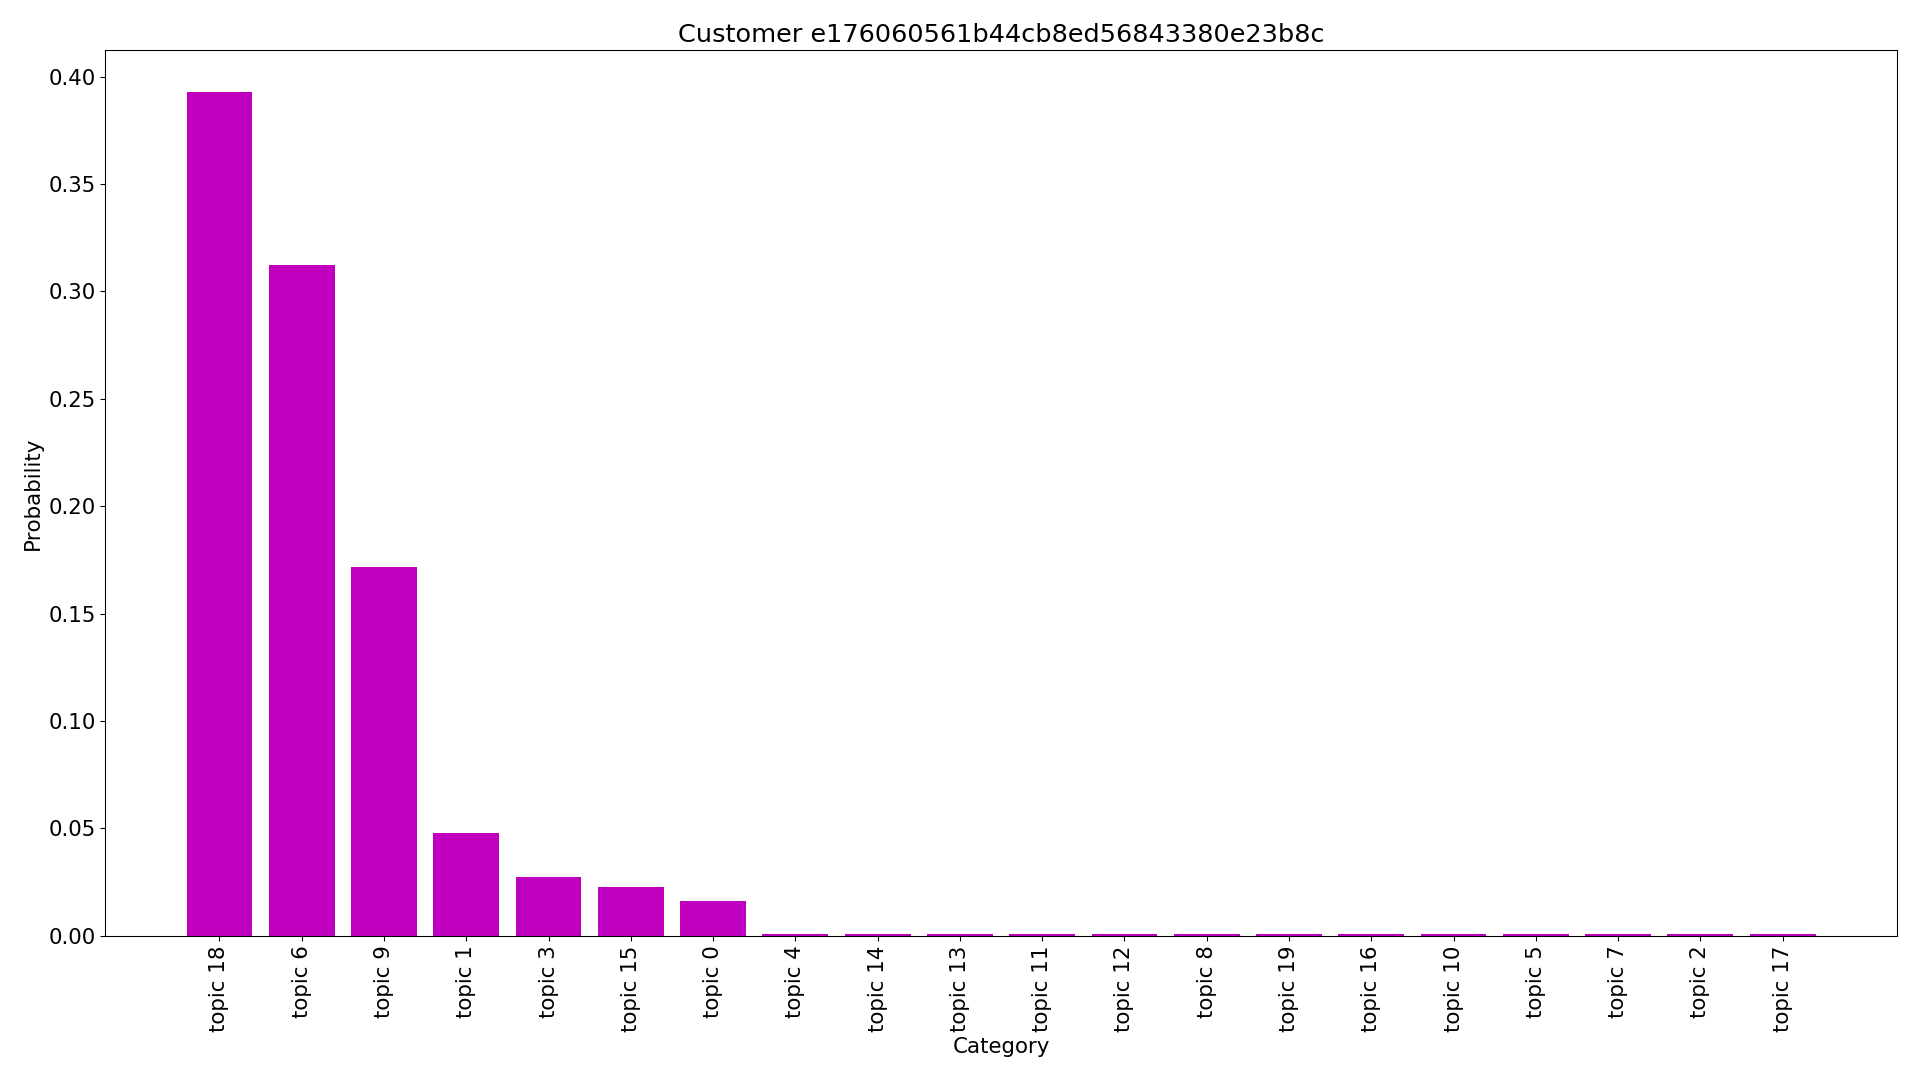 Customer e176060561b44cb8ed56843380e23b8c
0.40
0.35
0.30
0.25
0.20
0.15
0.10
0.05
0.00
Probability
topic 18
topic 6
topic 9
topic 1
topic 3
topic 15
topic 0
topic 4
topic 14
topic 13
topic 11
topic 12
topic 8
topic 19
topic 16
topic 10
topic 5
topic 7
topic 2
topic 17
Category